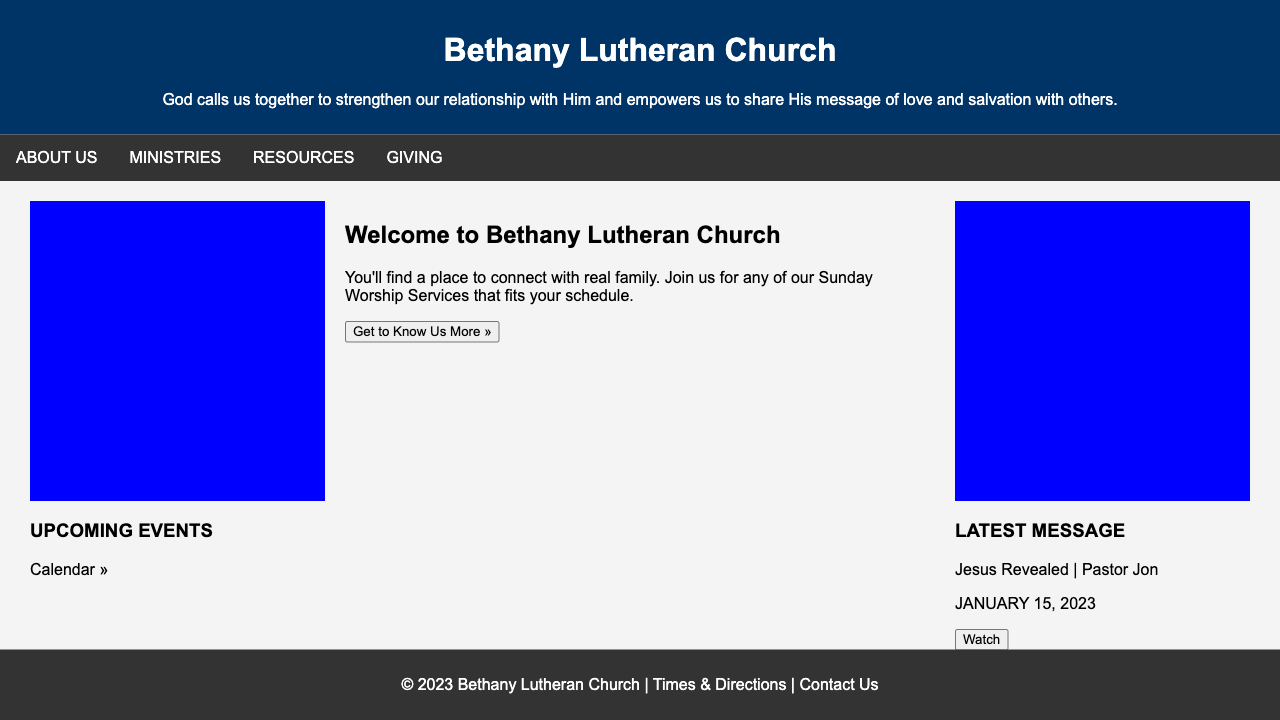 Bethany Lutheran Church
God calls us together to strengthen our relationship with Him and empowers us to share His message of love and salvation with others.
ABOUT US MINISTRIES RESOURCES GIVING
Welcome to Bethany Lutheran Church
You'll find a place to connect with real family. Join us for any of our Sunday
Worship Services that fits your schedule.
Get to Know Us More »
UPCOMING EVENTS
Calendar »
LATEST MESSAGE
Jesus Revealed | Pastor Jon
JANUARY 15, 2023
Watch
© 2023 Bethany Lutheran Church | Times & Directions | Contact Us